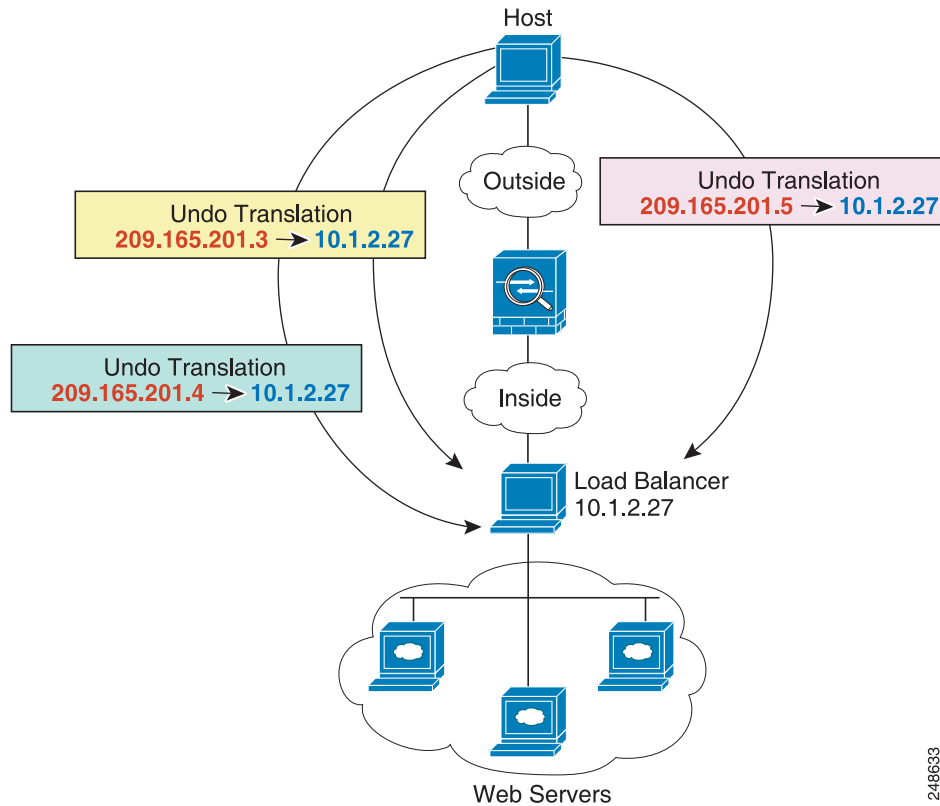 Host
Outside
Undo Translation
209.165.201.5 → 10.1.2.27
Undo Translation
209.165.201.3 → 10.1.2.27
Undo Translation
209.165.201.4 → 10.1.2.27
Inside
Load Balancer
10.1.2.27
Web Servers
248633